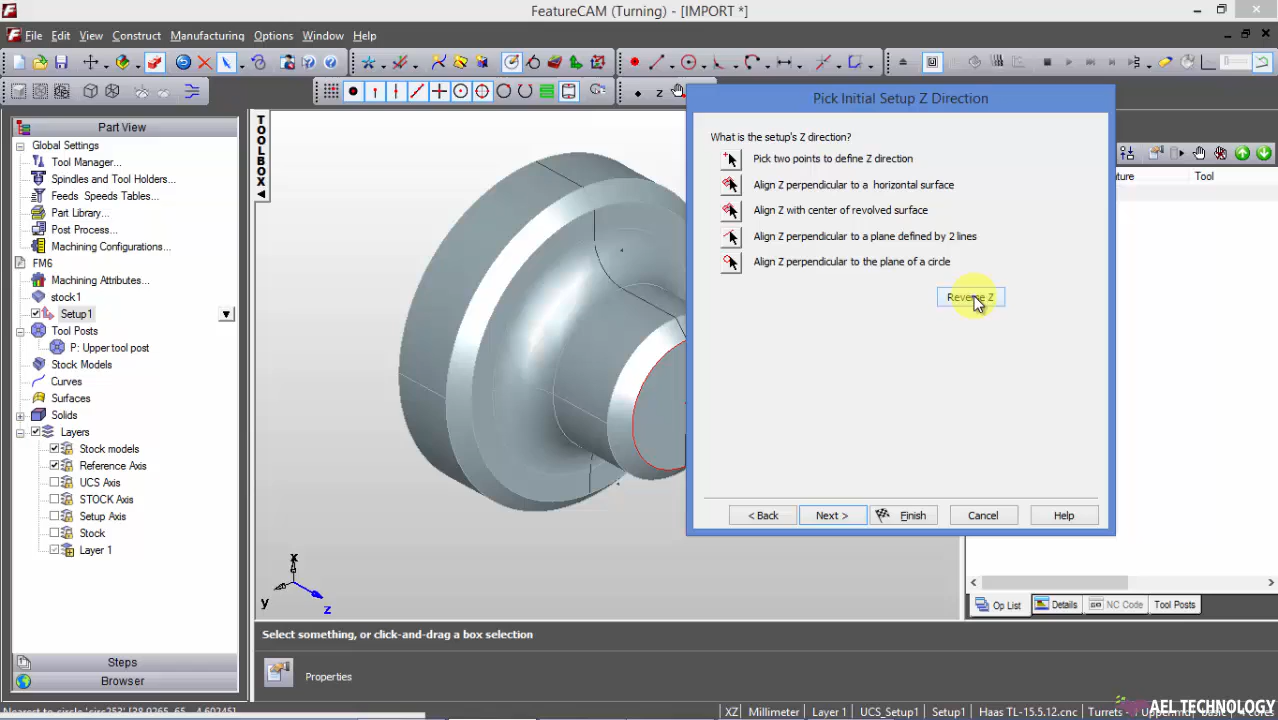 FeatureCAM (Turning) - [IMPORT *]
File Edit View Construct Manufacturing Options Window Help
z
Part View
Global Settings
Tool Manager...
Spindles and Tool Holders...
Feeds Speeds Tables...
Part Library...
Post Process...
Machining Configurations...
FM6
Machining Attributes...
stock1
Setup1
Tool Posts
P: Upper tool post
Stock Models
Curves
Surfaces
Solids
Layers
Stock models
Reference Axis
UCS Axis
STOCK Axis
Setup Axis
Stock
Layer 1
Steps
Browser
TOOLBOX
x
y
z
Pick Initial Setup Z Direction
What is the setup's Z direction?
Pick two points to define Z direction
Align Z perpendicular to a horizontal surface
Align Z with center of revolved surface
Align Z perpendicular to a plane defined by 2 lines
Align Z perpendicular to the plane of a circle
Reverse Z
< Back Next > Finish Cancel Help
ture Tool
Op List Details NC Code Tool Posts
Select something, or click-and-drag a box selection
Properties
XZ Millimeter Layer 1 UCS_Setup1 Setup1 Haas TL-15.5.12.cnc
AEL TECHNOLOGY